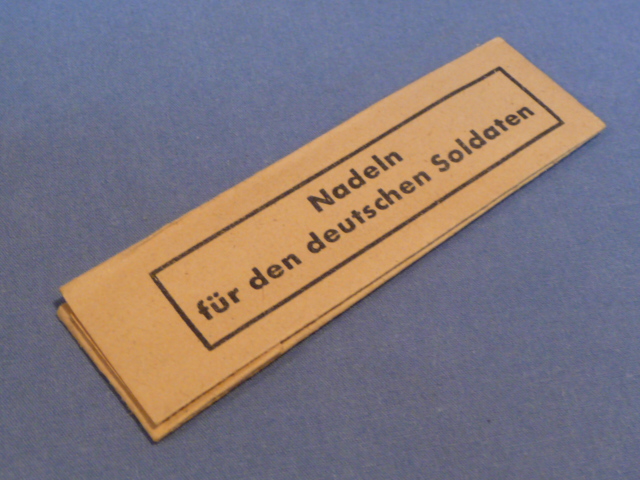 Nadeln
für den deutschen Soldaten